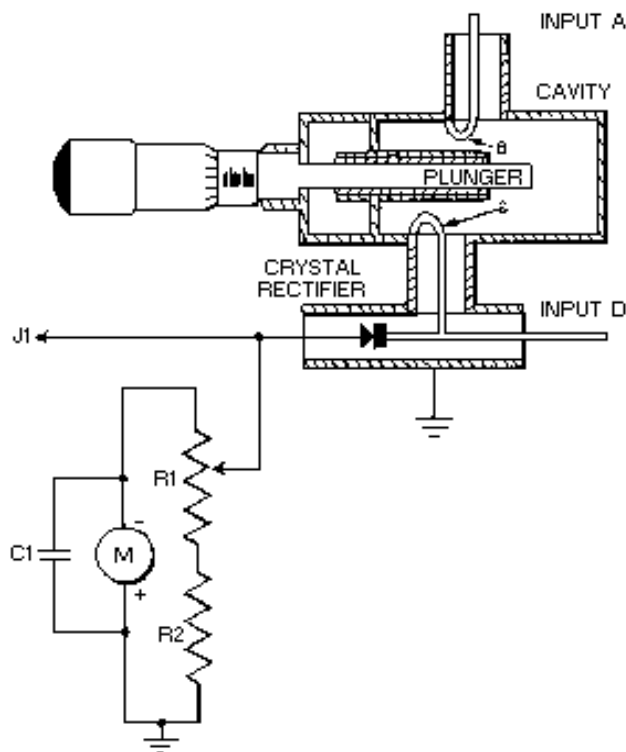 INPUT A
CAVITY
a
PLUNGER
c
CRYSTAL
RECTIFIER
INPUT D
J1
R1
C1
-
M
+
R2